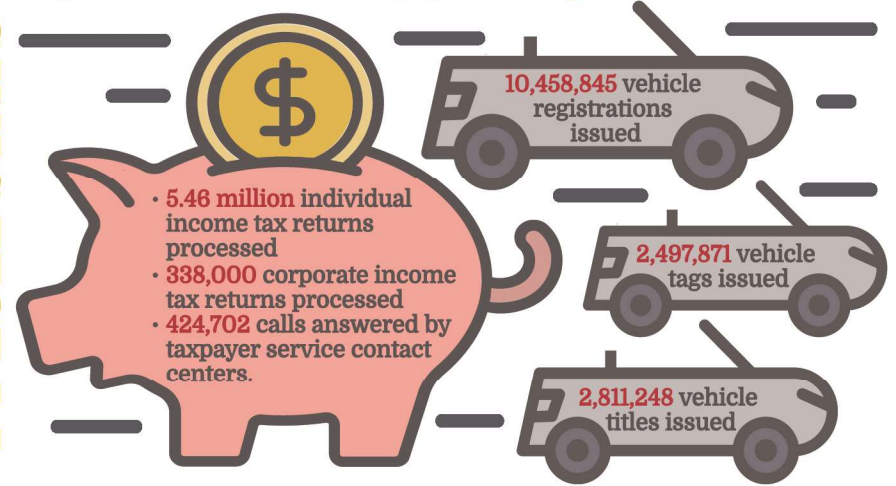 $
• 5.46 million individual
income tax returns
processed
• 338,000 corporate income
tax returns processed
• 424,702 calls answered by
taxpayer service contact
centers.
10,458,845 vehicle
registrations
issued
2,497,871 vehicle
tags issued
2,811,248 vehicle
titles issued